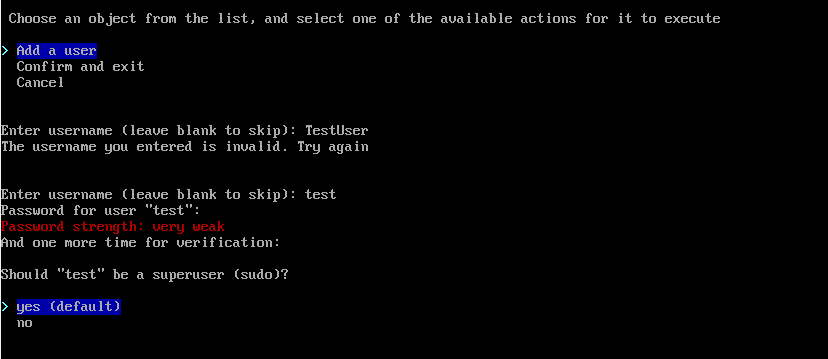 Choose an object from the list, and select one of the available actions for it to execute
> Add a user
Confirm and exit
Cancel
Enter username (leave blank to skip): TestUser
The username you entered is invalid. Try again
Enter username (leave blank to skip): test
Password for user "test":
Password strength: very weak
And one more time for verification:
Should "test" be a superuser (sudo)?
> yes (default)
no